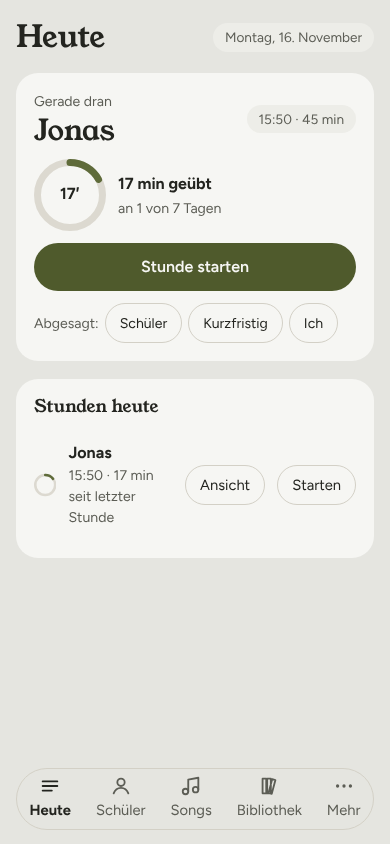 Heute
Montag, 16. November
Gerade dran
Jonas
15:50 · 45 min
17′
17 min geübt
an 1 von 7 Tagen
Stunde starten
Abgesagt:
Schüler
Kurzfristig
Ich
Stunden heute
Jonas
15:50 · 17 min
seit letzter
Stunde
Ansicht
Starten
Heute
Schüler
Songs
Bibliothek
Mehr